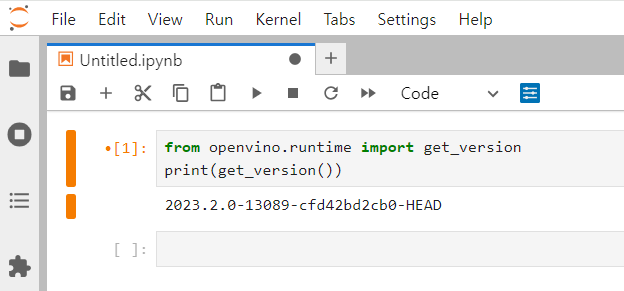 File Edit View Run Kernel Tabs Settings Help
Untitled.ipynb
Code
[1]: from openvino.runtime import get_version
print(get_version())
2023.2.0-13089-cfd42bd2cb0-HEAD
[ ]: